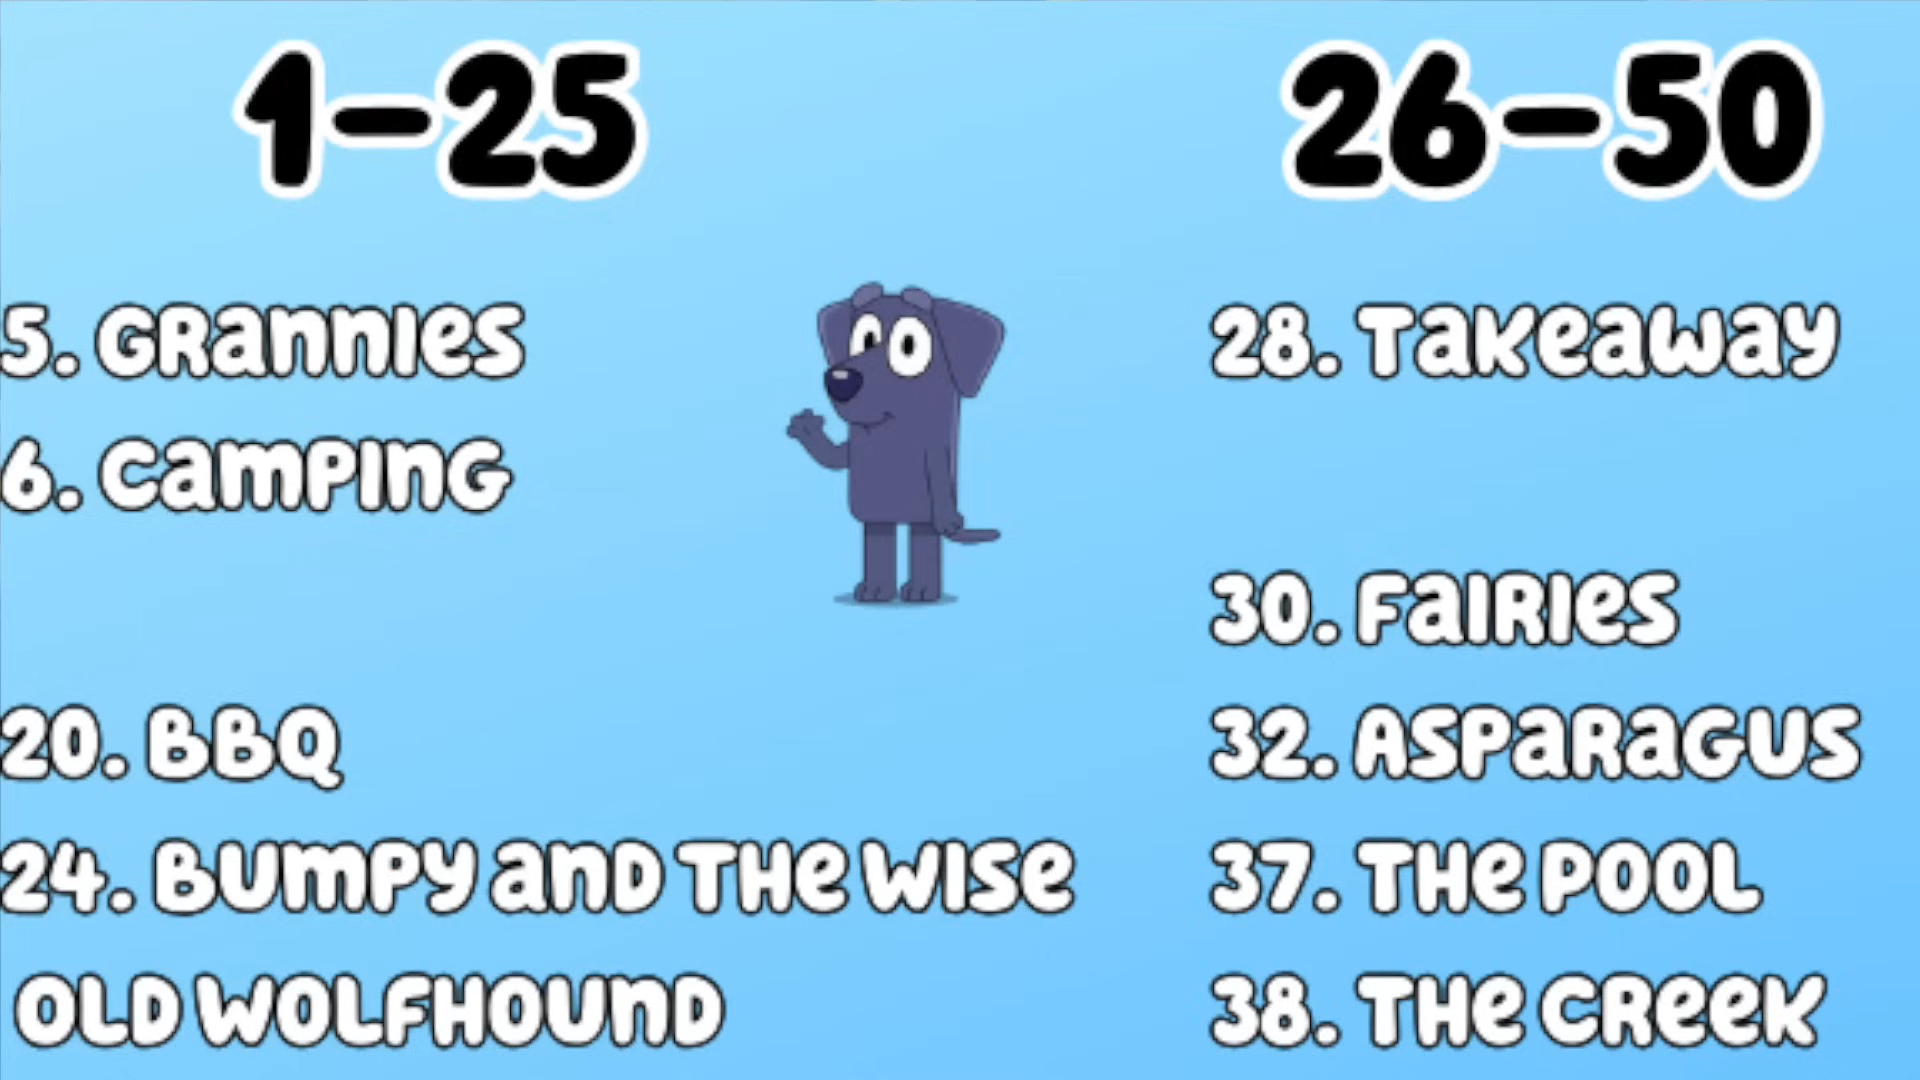 1-25
5. Grannies
6. Camping
20. BBQ
24. Bumpy and the Wise
Old Wolfhound
26-50
28. Takeaway
30. Fairies
32. Asparagus
37. The Pool
38. The Creek